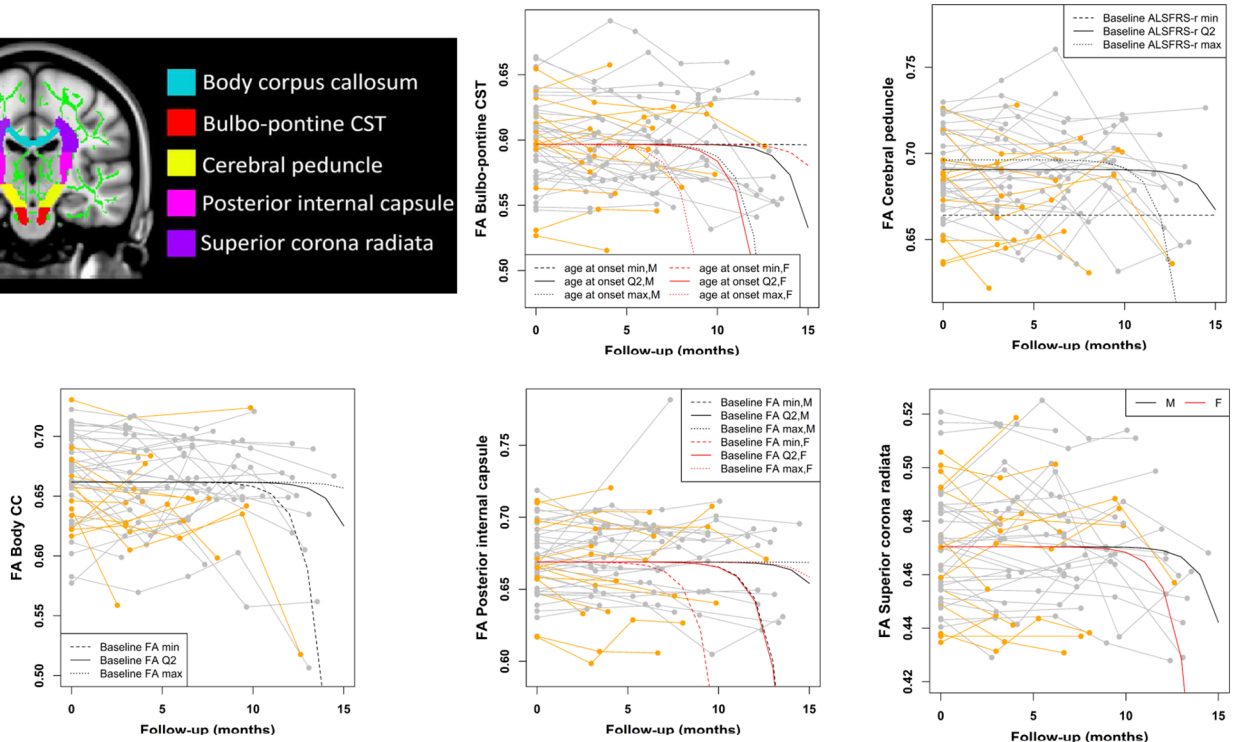 Body corpus callosum
Bulbo-pontine CST
Cerebral peduncle
Posterior internal capsule
Superior corona radiata
FA Bulbo-pontine CST
0.65
0.60
0.55
0.50
age at onset min,M
age at onset Q2,M
age at onset max,M
age at onset min,F
age at onset Q2,F
age at onset max,F
0 5 10 15
Follow-up (months)
FA Cerebral peduncle
0.75
0.70
0.65
Baseline ALSFRS-r min
Baseline ALSFRS-r Q2
Baseline ALSFRS-r max
0 5 10 15
Follow-up (months)
FA Body CC
0.70
0.65
0.60
0.55
0.50
Baseline FA min
Baseline FA Q2
Baseline FA max
0 5 10 15
Follow-up (months)
FA Posterior internal capsule
0.75
0.70
0.65
0.60
Baseline FA min,M
Baseline FA Q2,M
Baseline FA max,M
Baseline FA min,F
Baseline FA Q2,F
Baseline FA max,F
0 5 10 15
Follow-up (months)
FA Superior corona radiata
0.52
0.50
0.48
0.46
0.44
0.42
M F
0 5 10 15
Follow-up (months)